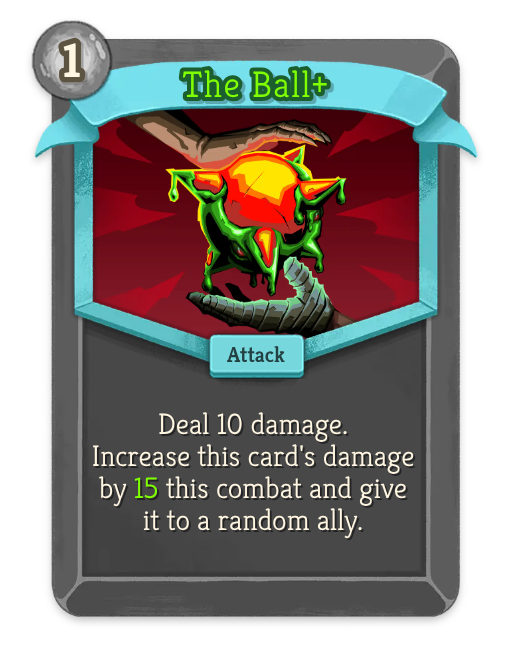 1
The Ball+
Attack
Deal 10 damage.
Increase this card's damage
by 15 this combat and give
it to a random ally.